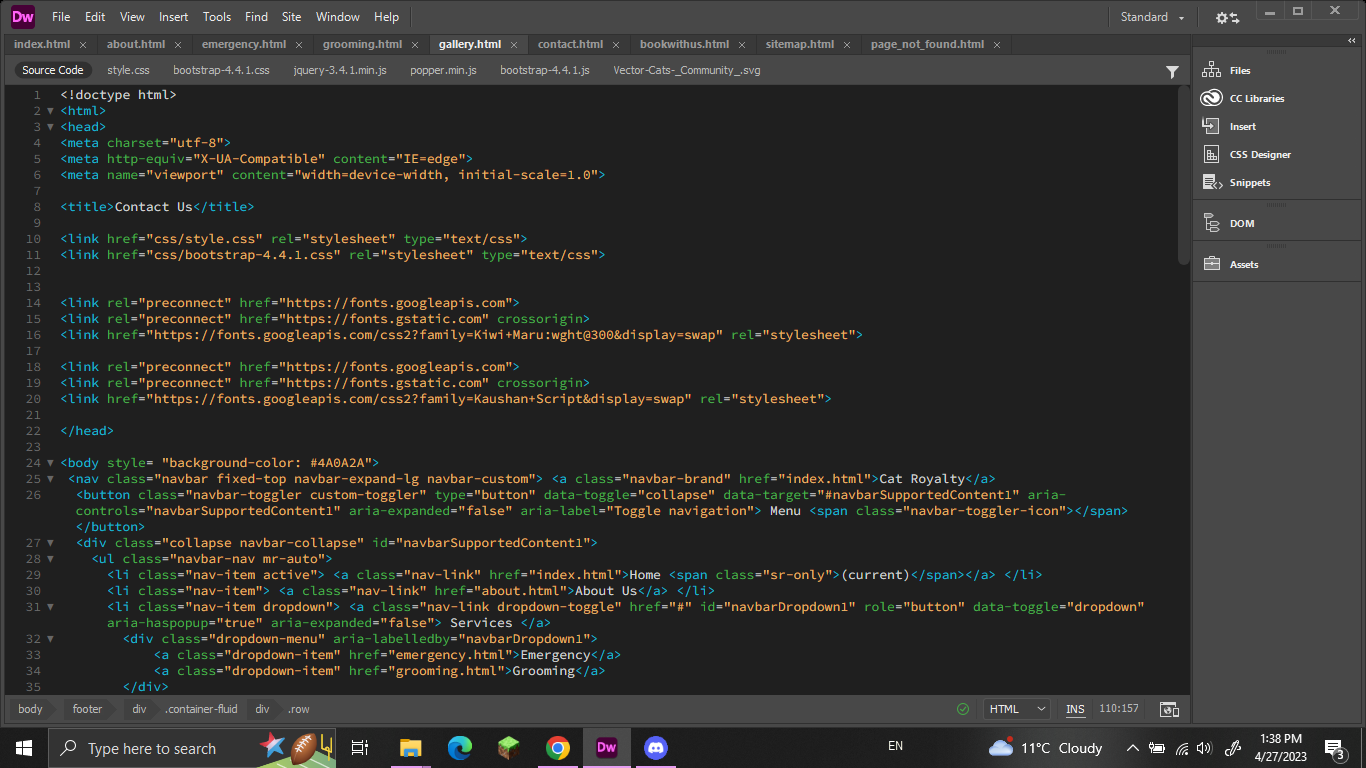 Dw File Edit View Insert Tools Find Site Window Help Standard
index.html about.html emergency.html grooming.html gallery.html contact.html bookwithus.html sitemap.html page_not_found.html
Source Code style.css bootstrap-4.4.1.css jquery-3.4.1.min.js popper.min.js bootstrap-4.4.1.js Vector-Cats-_Community_.svg
1 <!doctype html>
2 <html>
3 <head>
4 <meta charset="utf-8">
5 <meta http-equiv="X-UA-Compatible" content="IE=edge">
6 <meta name="viewport" content="width=device-width, initial-scale=1.0">
7
8 <title>Contact Us</title>
9
10 <link href="css/style.css" rel="stylesheet" type="text/css">
11 <link href="css/bootstrap-4.4.1.css" rel="stylesheet" type="text/css">
12
13
14 <link rel="preconnect" href="https://fonts.googleapis.com">
15 <link rel="preconnect" href="https://fonts.gstatic.com" crossorigin>
16 <link href="https://fonts.googleapis.com/css2?family=Kiwi+Maru:wght@300&display=swap" rel="stylesheet">
17
18 <link rel="preconnect" href="https://fonts.googleapis.com">
19 <link rel="preconnect" href="https://fonts.gstatic.com" crossorigin>
20 <link href="https://fonts.googleapis.com/css2?family=Kaushan+Script&display=swap" rel="stylesheet">
21
22 </head>
23
24 <body style= "background-color: #4A0A2A">
25 <nav class="navbar fixed-top navbar-expand-lg navbar-custom"> <a class="navbar-brand" href="index.html">Cat Royalty</a>
26 <button class="navbar-toggler custom-toggler" type="button" data-toggle="collapse" data-target="#navbarSupportedContent1" aria-
controls="navbarSupportedContent1" aria-expanded="false" aria-label="Toggle navigation"> Menu <span class="navbar-toggler-icon"></span>
</button>
27 <div class="collapse navbar-collapse" id="navbarSupportedContent1">
28 <ul class="navbar-nav mr-auto">
29 <li class="nav-item active"> <a class="nav-link" href="index.html">Home <span class="sr-only">(current)</span></a> </li>
30 <li class="nav-item"> <a class="nav-link" href="about.html">About Us</a> </li>
31 <li class="nav-item dropdown"> <a class="nav-link dropdown-toggle" href="#" id="navbarDropdown1" role="button" data-toggle="dropdown"
aria-haspopup="true" aria-expanded="false"> Services </a>
32 <div class="dropdown-menu" aria-labelledby="navbarDropdown1">
33 <a class="dropdown-item" href="emergency.html">Emergency</a>
34 <a class="dropdown-item" href="grooming.html">Grooming</a>
35 </div>
Files
CC Libraries
Insert
CSS Designer
Snippets
DOM
Assets
body footer div .container-fluid div .row HTML INS 110:157
Type here to search Dw EN 11°C Cloudy 1:38 PM
4/27/2023 3